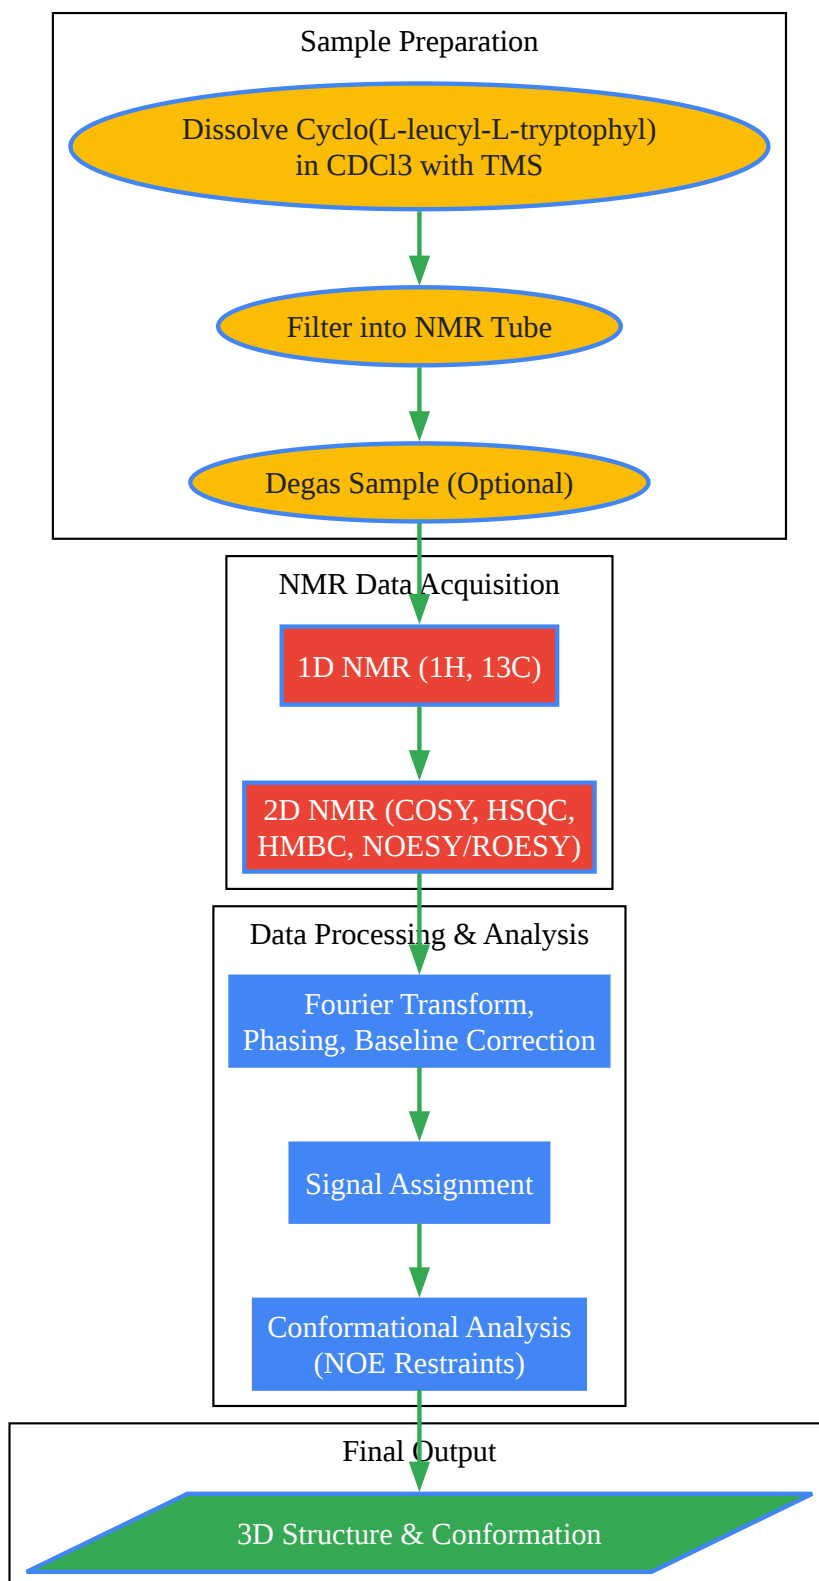 Sample Preparation
Dissolve Cyclo(L-leucyl-L-tryptophyl)
in CDCl3 with TMS
Filter into NMR Tube
Degas Sample (Optional)
NMR Data Acquisition
1D NMR (1H, 13C)
2D NMR (COSY, HSQC,
HMBC, NOESY/ROESY)
Data Processing & Analysis
Fourier Transform,
Phasing, Baseline Correction
Signal Assignment
Conformational Analysis
(NOE Restraints)
Final Output
3D Structure & Conformation